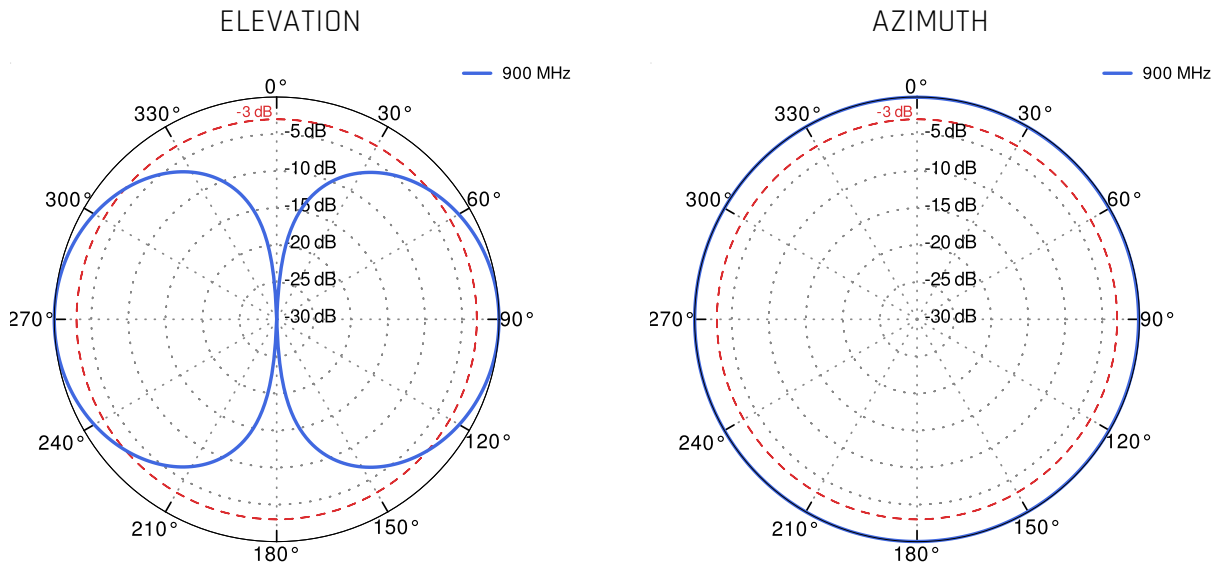 ELEVATION
900 MHz
0°
330°
-3 dB
30°
-5 dB
-10 dB
300°
60°
-15 dB
-20 dB
-25 dB
270°
-30 dB
90°
240°
120°
210°
150°
180°
AZIMUTH
900 MHz
0°
330°
-3 dB
30°
-5 dB
-10 dB
300°
60°
-15 dB
-20 dB
-25 dB
270°
-30 dB
90°
240°
120°
210°
150°
180°